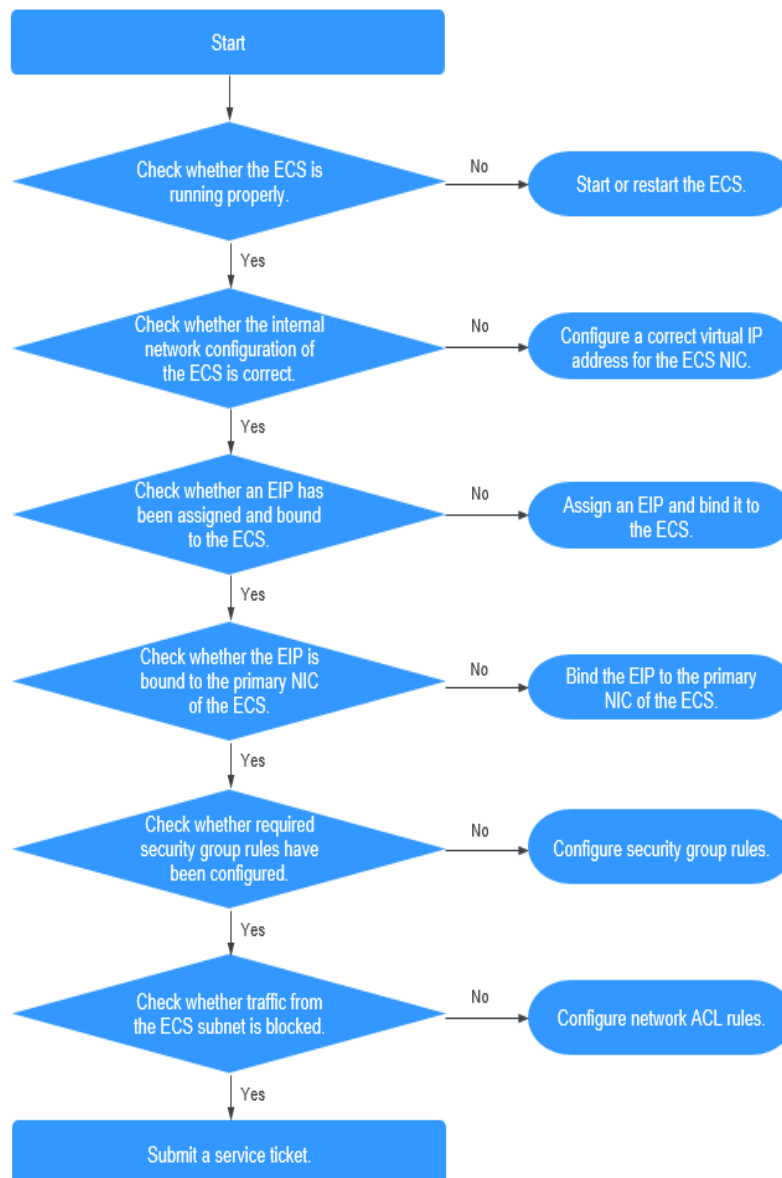 Start
Check whether the ECS is
running properly.
No
Start or restart the ECS.
Yes
Check whether the internal
network configuration of
the ECS is correct.
No
Configure a correct virtual IP
address for the ECS NIC.
Yes
Check whether an EIP has
been assigned and bound
to the ECS.
No
Assign an EIP and bind it to
the ECS.
Yes
Check whether the EIP is
bound to the primary NIC
of the ECS.
No
Bind the EIP to the primary
NIC of the ECS.
Yes
Check whether required
security group rules have
been configured.
No
Configure security group rules.
Yes
Check whether traffic from
the ECS subnet is blocked.
No
Configure network ACL rules.
Yes
Submit a service ticket.